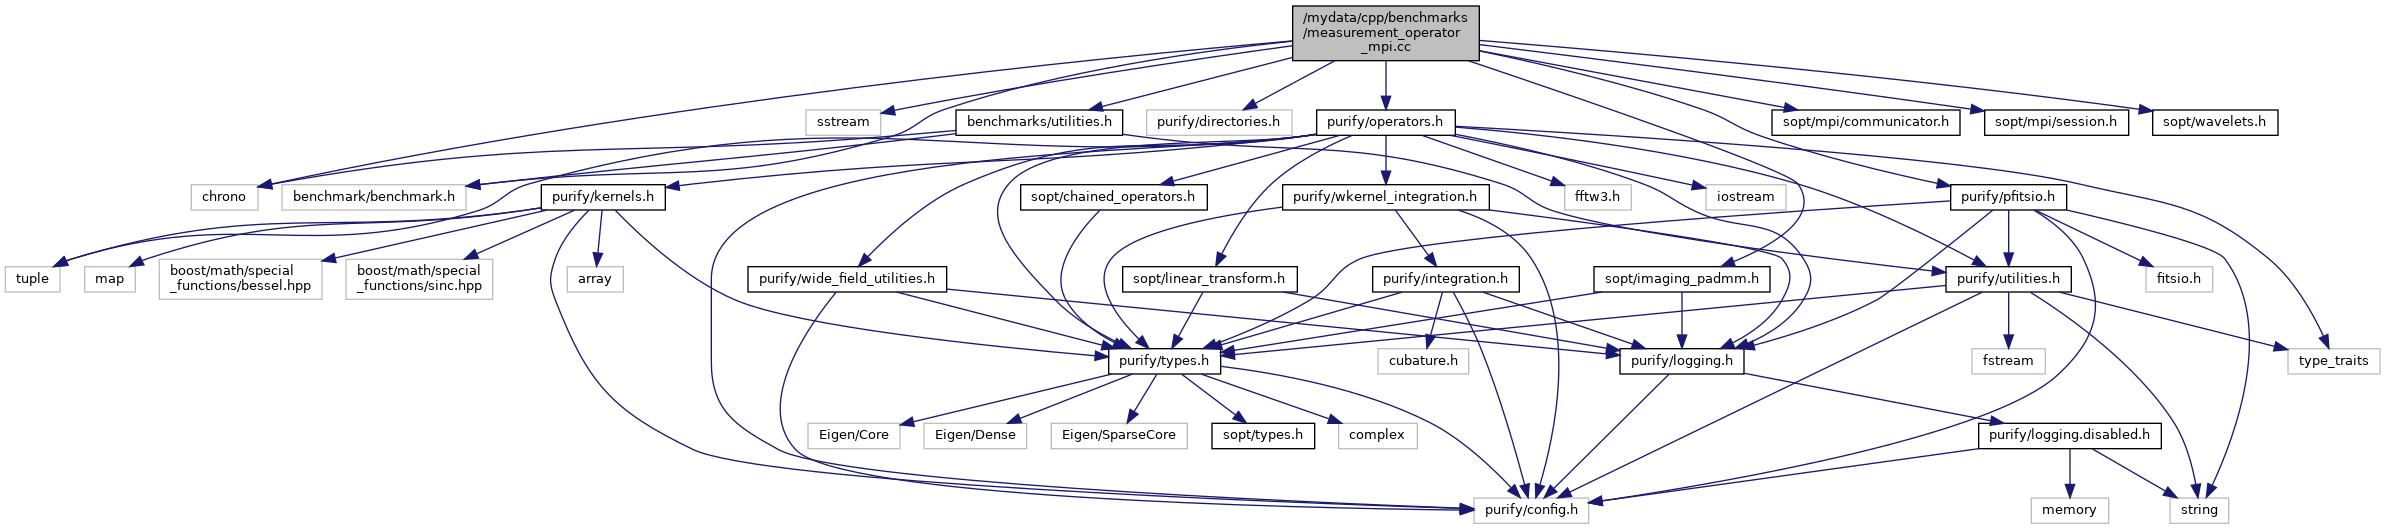 /mydata/cpp/benchmarks
/measurement_operator
_mpi.cc
sstream
benchmarks/utilities.h
purify/directories.h
purify/operators.h
sopt/mpi/communicator.h
sopt/mpi/session.h
sopt/wavelets.h
chrono
benchmark/benchmark.h
purify/kernels.h
sopt/chained_operators.h
purify/wkernel_integration.h
fftw3.h
iostream
purify/pfitsio.h
tuple
map
boost/math/special
_functions/bessel.hpp
boost/math/special
_functions/sinc.hpp
array
purify/wide_field_utilities.h
sopt/linear_transform.h
purify/integration.h
sopt/imaging_padmm.h
purify/utilities.h
fitsio.h
purify/types.h
cubature.h
purify/logging.h
fstream
type_traits
Eigen/Core
Eigen/Dense
Eigen/SparseCore
sopt/types.h
complex
purify/logging.disabled.h
purify/config.h
memory
string